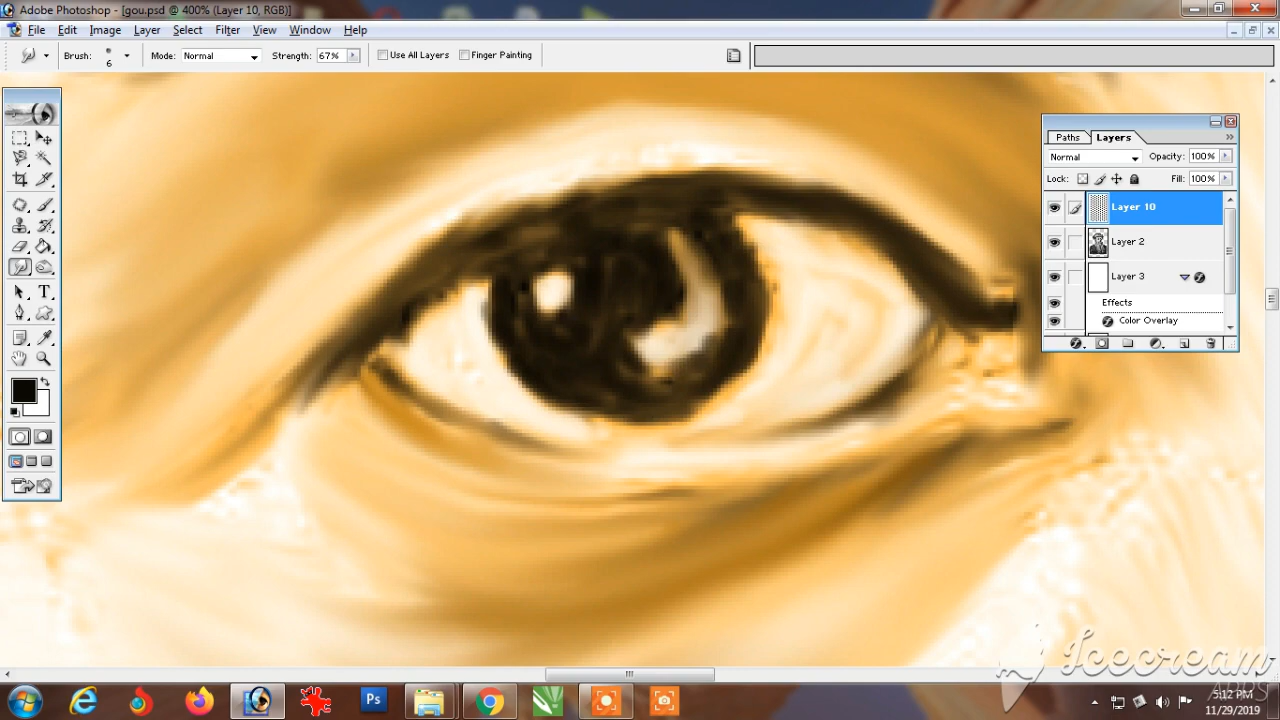 Adobe Photoshop - [gou.psd @ 400% (Layer 10, RGB)]
File Edit Image Layer Select Filter View Window Help
Brush: 6 Mode: Normal Strength: 67% Use All Layers Finger Painting
Paths Layers
Normal Opacity: 100%
Lock: Fill: 100%
Layer 10
Layer 2
Layer 3
Effects
Color Overlay
T
Icecream
APPS
Ps
5:12 PM
11/29/2019